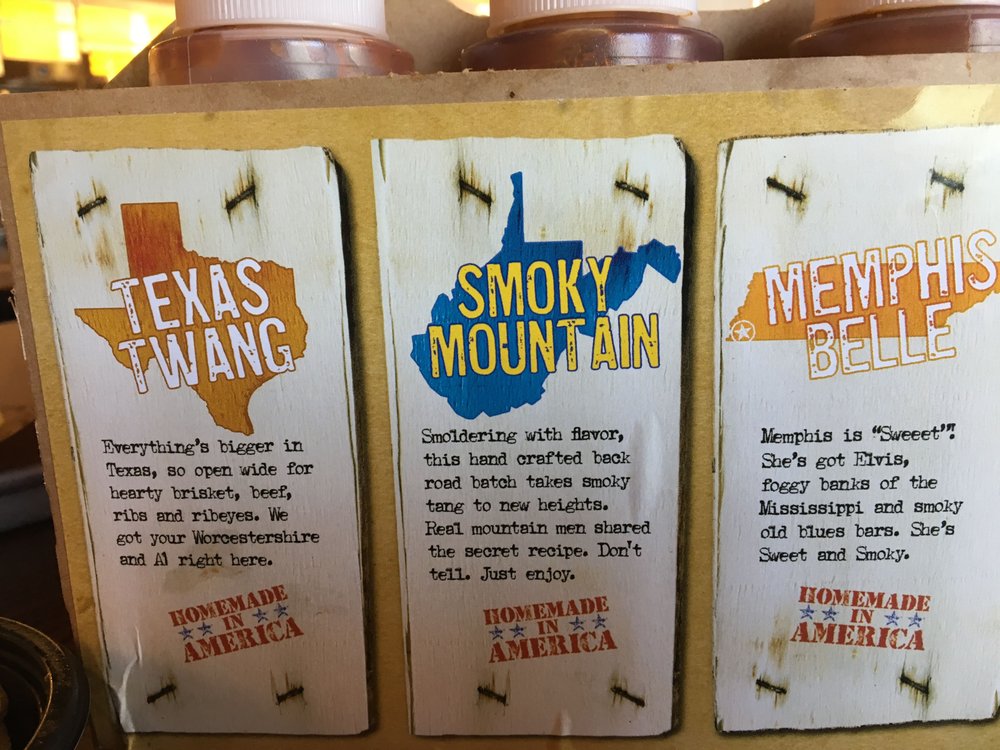 TEXAS
TWANG
Everything's bigger in
Texas, so open wide for
hearty brisket, beef,
ribs and ribeyes. We
got your Worcestershire
and A1 right here.
HOMEMADE
IN
AMERICA
SMOKY
MOUNTAIN
Smoldering with flavor,
this hand crafted back
road batch takes smoky
tang to new heights.
Real mountain men shared
the secret recipe. Don't
tell. Just enjoy.
HOMEMADE
IN
AMERICA
MEMPHIS
BELLE
Memphis is "Sweeet"!
She's got Elvis,
foggy banks of the
Mississippi and smoky
old blues bars. She's
Sweet and Smoky.
HOMEMADE
IN
AMERICA